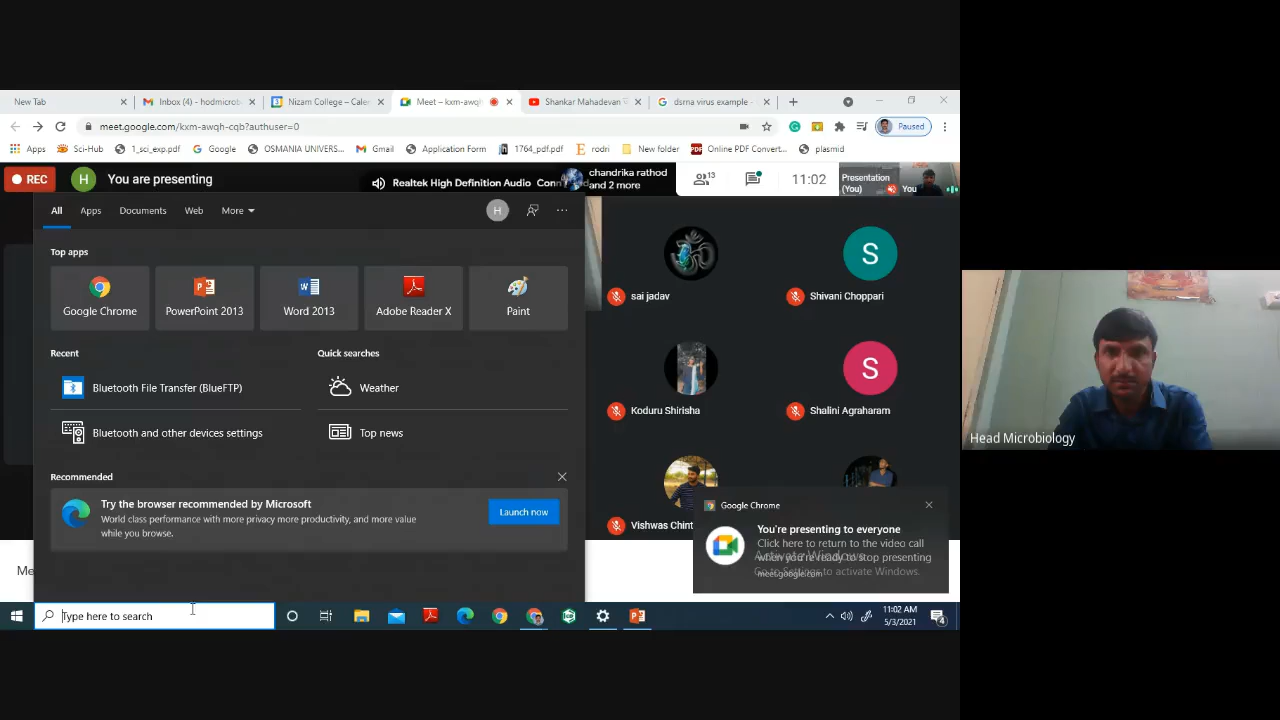 New Tab
Inbox (4) - hodmicrob
Nizam College – Cale
Meet – kxm-awqh
Shankar Mahadevan
dsrna virus example -
meet.google.com/kxm-awqh-cqb?authuser=0
Paused
Apps
Sci-Hub
1_sci_exp.pdf
Google
OSMANIA UNIVERS...
Gmail
Application Form
1764_pdf.pdf
rodri
New folder
Online PDF Convert...
plasmid
REC
H
You are presenting
Realtek High Definition Audio
chandrika rathod
and 2 more
13
11:02
Presentation
(You)
You
All
Apps
Documents
Web
More
H
Top apps
Google Chrome
PowerPoint 2013
Word 2013
Adobe Reader X
Paint
Recent
Quick searches
Bluetooth File Transfer (BlueFTP)
Weather
Bluetooth and other devices settings
Top news
Recommended
Try the browser recommended by Microsoft
World class performance with more privacy more productivity, and more value
while you browse.
Launch now
sai jadav
S
Shivani Choppari
Koduru Shirisha
S
Shalini Agraharam
Vishwas Chint
Google Chrome
You're presenting to everyone
Click here to return to the video call
when you're ready to stop presenting
meet.google.com
Activate Windows
Go to Settings to activate Windows.
Me
Type here to search
11:02 AM
5/3/2021
4
Head Microbiology